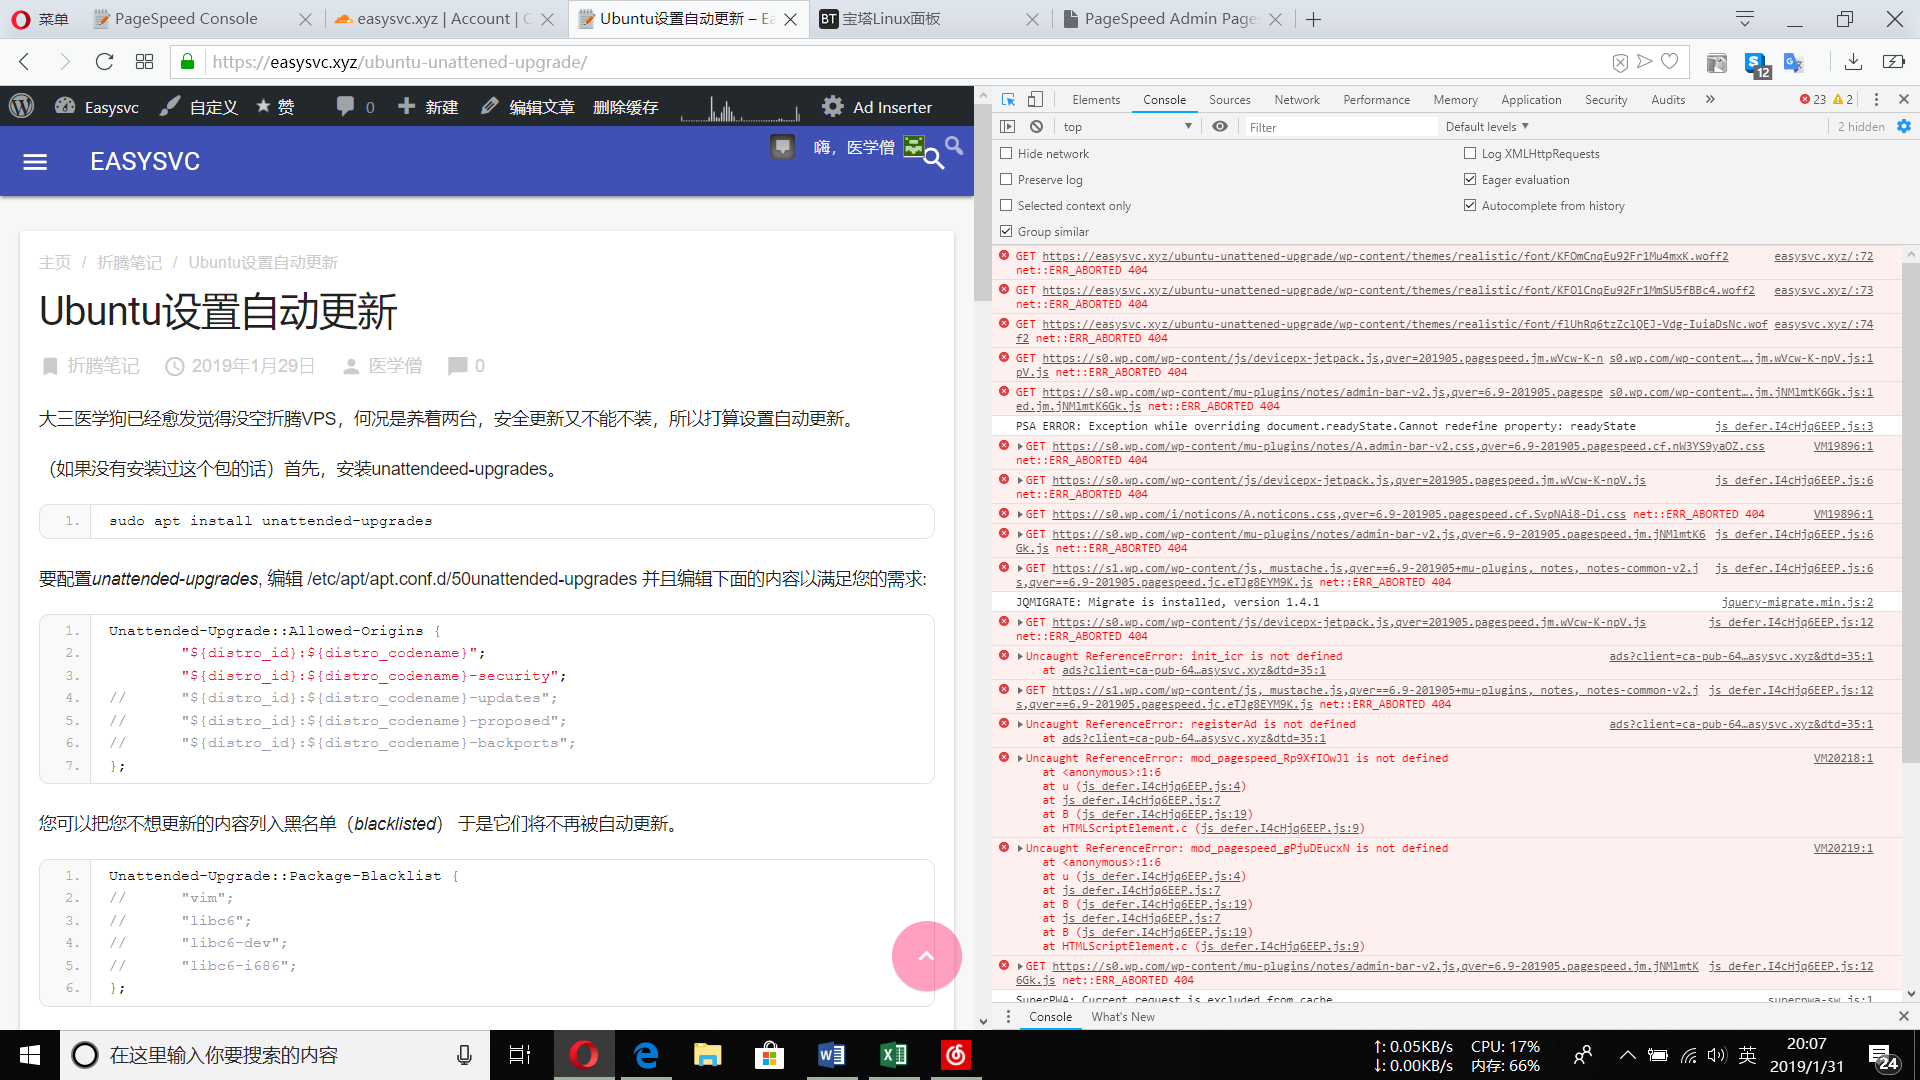 菜单
PageSpeed Console
easysvc.xyz | Account | C
Ubuntu设置自动更新 – Ea
BT 宝塔Linux面板
PageSpeed Admin Page
https://easysvc.xyz/ubuntu-unattened-upgrade/
12
Easysvc
自定义
赞
0
新建
编辑文章
删除缓存
Ad Inserter
EASYSVC
嗨，医学僧
主页 / 折腾笔记 / Ubuntu设置自动更新
Ubuntu设置自动更新
折腾笔记 2019年1月29日 医学僧 0
大三医学狗已经愈发觉得没空折腾VPS，何况是养着两台，安全更新又不能不装，所以打算设置自动更新。
（如果没有安装过这个包的话）首先，安装unattendeed-upgrades。
1. sudo apt install unattended-upgrades
要配置unattended-upgrades, 编辑 /etc/apt/apt.conf.d/50unattended-upgrades 并且编辑下面的内容以满足您的需求:
1. Unattended-Upgrade::Allowed-Origins {
2. "${distro_id}:${distro_codename}";
3. "${distro_id}:${distro_codename}-security";
4. // "${distro_id}:${distro_codename}-updates";
5. // "${distro_id}:${distro_codename}-proposed";
6. // "${distro_id}:${distro_codename}-backports";
7. };
您可以把您不想更新的内容列入黑名单（blacklisted） 于是它们将不再被自动更新。
1. Unattended-Upgrade::Package-Blacklist {
2. // "vim";
3. // "libc6";
4. // "libc6-dev";
5. // "libc6-i686";
6. };
Elements Console Sources Network Performance Memory Application Security Audits » 23 2
top Filter Default levels ▼ 2 hidden
Hide network
Log XMLHttpRequests
Preserve log
Eager evaluation
Selected context only
Autocomplete from history
Group similar
GET https://easysvc.xyz/ubuntu-unattened-upgrade/wp-content/themes/realistic/font/KFOmCnqEu92Fr1Mu4mxK.woff2 easysvc.xyz/:72
net::ERR_ABORTED 404
GET https://easysvc.xyz/ubuntu-unattened-upgrade/wp-content/themes/realistic/font/KFOlCnqEu92Fr1MmSU5fBBc4.woff2 easysvc.xyz/:73
net::ERR_ABORTED 404
GET https://easysvc.xyz/ubuntu-unattened-upgrade/wp-content/themes/realistic/font/flUhRq6tzZclQEJ-Vdg-IuiaDsNc.wof easysvc.xyz/:74
f2 net::ERR_ABORTED 404
GET https://s0.wp.com/wp-content/js/devicepx-jetpack.js,qver=201905.pagespeed.jm.wVcw-K-n s0.wp.com/wp-content….jm.wVcw-K-npV.js:1
pV.js net::ERR_ABORTED 404
GET https://s0.wp.com/wp-content/mu-plugins/notes/admin-bar-v2.js,qver=6.9-201905.pagespe s0.wp.com/wp-content….jm.jNMlmtK6Gk.js:1
ed.jm.jNMlmtK6Gk.js net::ERR_ABORTED 404
PSA ERROR: Exception while overriding document.readyState.Cannot redefine property: readyState js_defer.I4cHjq6EEP.js:3
GET https://s0.wp.com/wp-content/mu-plugins/notes/A.admin-bar-v2.css,qver=6.9-201905.pagespeed.cf.nW3YS9yaOZ.css VM19896:1
net::ERR_ABORTED 404
GET https://s0.wp.com/wp-content/js/devicepx-jetpack.js,qver=201905.pagespeed.jm.wVcw-K-npV.js js_defer.I4cHjq6EEP.js:6
net::ERR_ABORTED 404
GET https://s0.wp.com/i/noticons/A.noticons.css,qver=6.9-201905.pagespeed.cf.SvpNAi8-Di.css net::ERR_ABORTED 404 VM19896:1
GET https://s0.wp.com/wp-content/mu-plugins/notes/admin-bar-v2.js,qver=6.9-201905.pagespeed.jm.jNMlmtK6 js_defer.I4cHjq6EEP.js:6
Gk.js net::ERR_ABORTED 404
GET https://s1.wp.com/wp-content/js,_mustache.js,qver==6.9-201905+mu-plugins,_notes,_notes-common-v2.j js_defer.I4cHjq6EEP.js:6
s,qver==6.9-201905.pagespeed.jc.eTJg8EYM9K.js net::ERR_ABORTED 404
JQMIGRATE: Migrate is installed, version 1.4.1 jquery-migrate.min.js:2
GET https://s0.wp.com/wp-content/js/devicepx-jetpack.js,qver=201905.pagespeed.jm.wVcw-K-npV.js js_defer.I4cHjq6EEP.js:12
net::ERR_ABORTED 404
Uncaught ReferenceError: init_icr is not defined ads?client=ca-pub-64…asysvc.xyz&dtd=35:1
at ads?client=ca-pub-64…asysvc.xyz&dtd=35:1
GET https://s1.wp.com/wp-content/js,_mustache.js,qver==6.9-201905+mu-plugins,_notes,_notes-common-v2.j js_defer.I4cHjq6EEP.js:12
s,qver==6.9-201905.pagespeed.jc.eTJg8EYM9K.js net::ERR_ABORTED 404
Uncaught ReferenceError: registerAd is not defined ads?client=ca-pub-64…asysvc.xyz&dtd=35:1
at ads?client=ca-pub-64…asysvc.xyz&dtd=35:1
Uncaught ReferenceError: mod_pagespeed_Rp9XfIOwJl is not defined VM20218:1
at <anonymous>:1:6
at u (js_defer.I4cHjq6EEP.js:4)
at js_defer.I4cHjq6EEP.js:7
at B (js_defer.I4cHjq6EEP.js:19)
at HTMLScriptElement.c (js_defer.I4cHjq6EEP.js:9)
Uncaught ReferenceError: mod_pagespeed_gPjuDEucxN is not defined VM20219:1
at <anonymous>:1:6
at u (js_defer.I4cHjq6EEP.js:4)
at js_defer.I4cHjq6EEP.js:7
at B (js_defer.I4cHjq6EEP.js:19)
at js_defer.I4cHjq6EEP.js:7
at B (js_defer.I4cHjq6EEP.js:19)
at HTMLScriptElement.c (js_defer.I4cHjq6EEP.js:9)
GET https://s0.wp.com/wp-content/mu-plugins/notes/admin-bar-v2.js,qver=6.9-201905.pagespeed.jm.jNMlmtK js_defer.I4cHjq6EEP.js:12
6Gk.js net::ERR_ABORTED 404
SuperPWA: Current request is excluded from cache superpwa-sw.js:1
Console What's New
在这里输入你要搜索的内容
↑: 0.05KB/s CPU: 17%
↓: 0.00KB/s 内存: 66%
英
20:07
2019/1/31
24